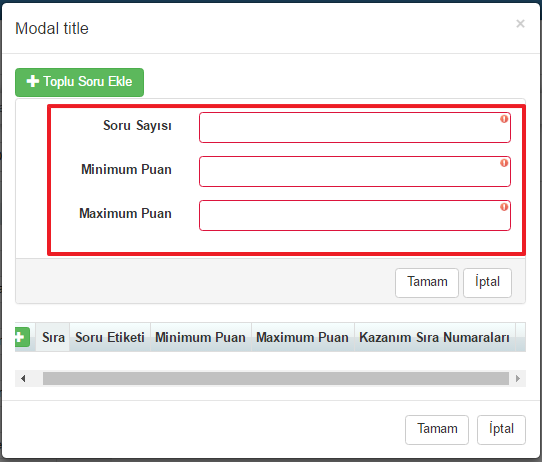 Modal title
×
Toplu Soru Ekle
Soru Sayısı
Minimum Puan
Maximum Puan
Tamam İptal
Sıra Soru Etiketi Minimum Puan Maximum Puan Kazanım Sıra Numaraları
Tamam İptal